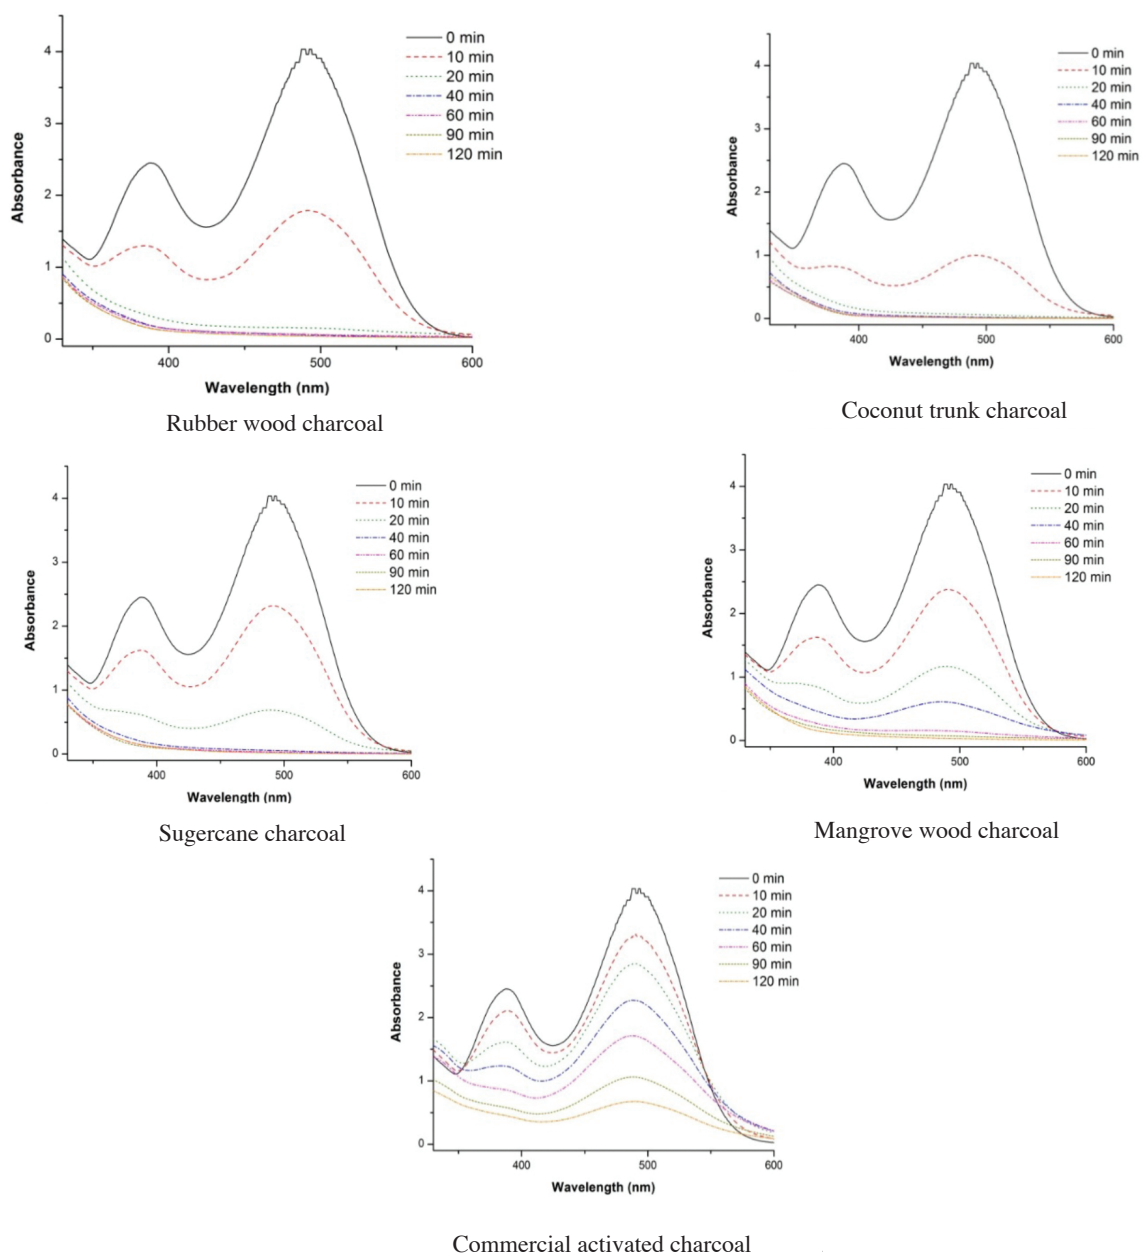 4
3
2
1
0
Absorbance
400
500
600
Wavelength (nm)
0 min
10 min
20 min
40 min
60 min
90 min
120 min
Rubber wood charcoal
4
3
2
1
0
Absorbance
400
500
600
Wavelength (nm)
0 min
10 min
20 min
40 min
60 min
90 min
120 min
Coconut trunk charcoal
4
3
2
1
0
Absorbance
400
500
600
Wavelength (nm)
0 min
10 min
20 min
40 min
60 min
90 min
120 min
Sugercane charcoal
4
3
2
1
0
Absorbance
400
500
600
Wavelength (nm)
0 min
10 min
20 min
40 min
60 min
90 min
120 min
Mangrove wood charcoal
4
3
2
1
0
Absorbance
400
500
600
Wavelength (nm)
0 min
10 min
20 min
40 min
60 min
90 min
120 min
Commercial activated charcoal